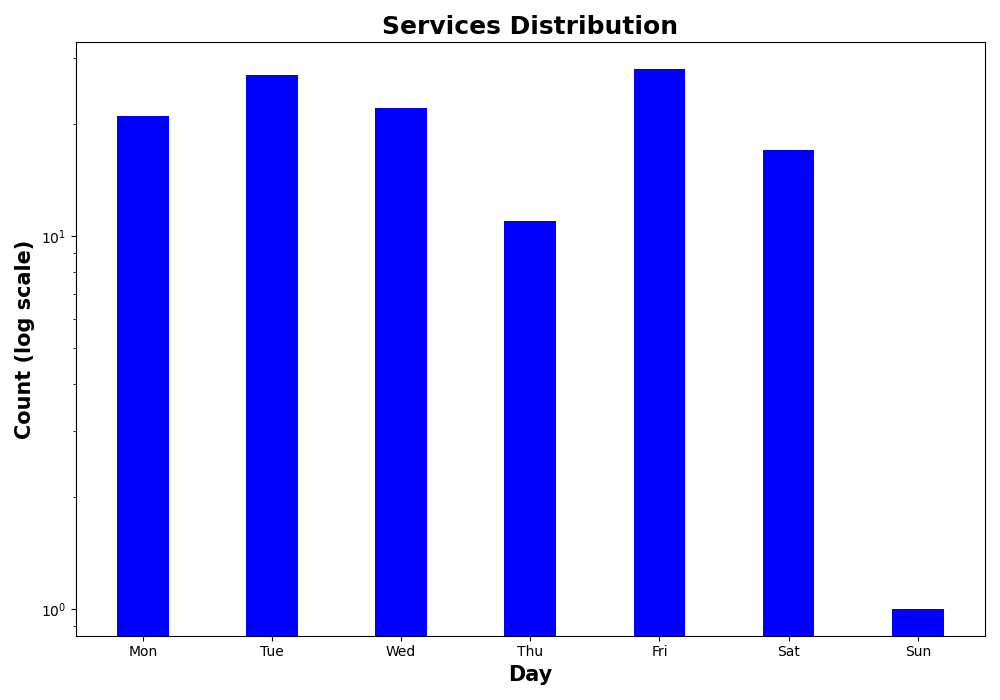 Services Distribution
Count (log scale)
10¹
10⁰
Mon Tue Wed Thu Fri Sat Sun
Day